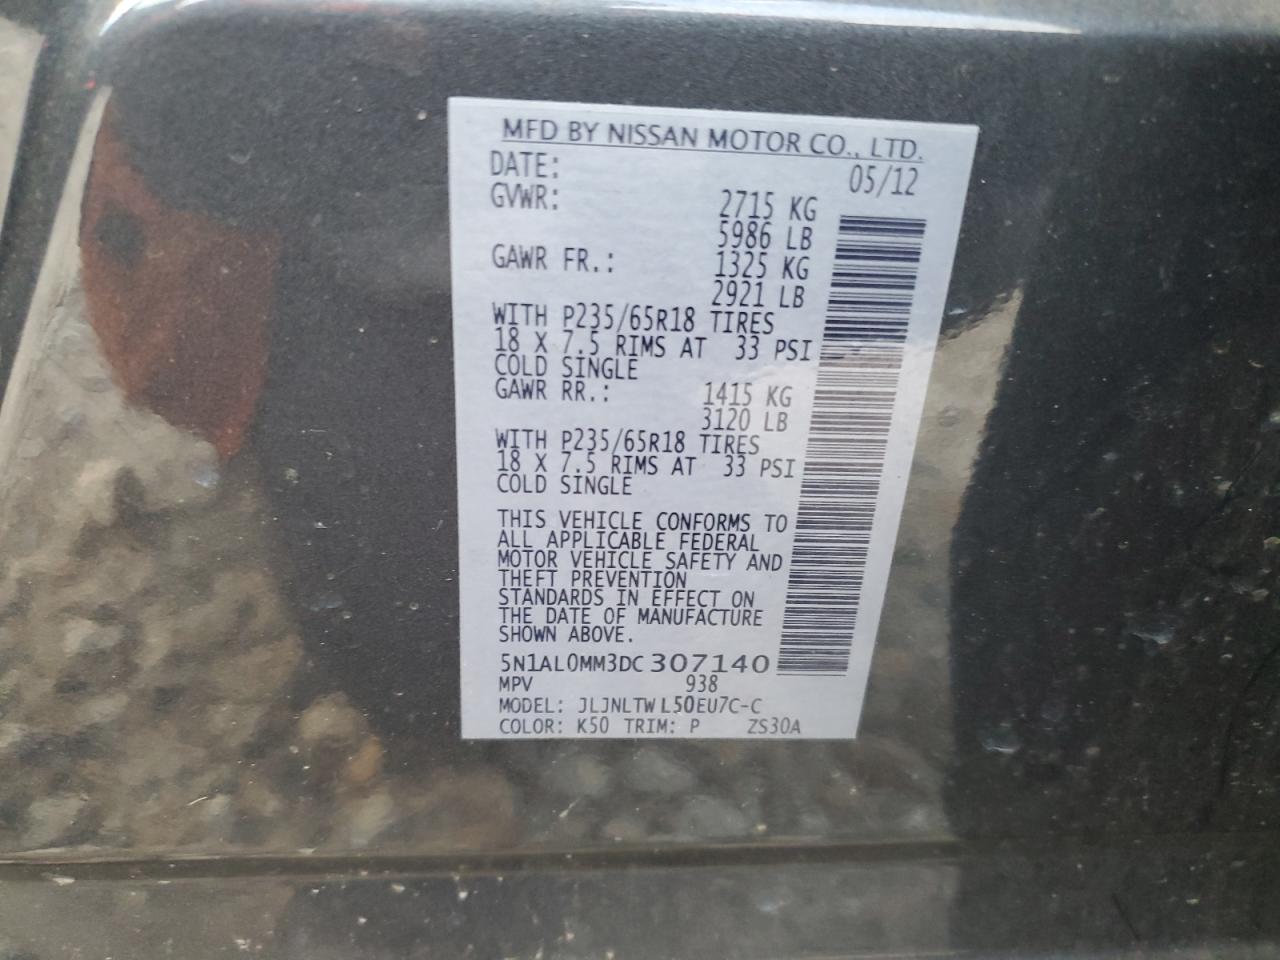 MFD BY NISSAN MOTOR CO., LTD.
DATE: 05/12
GVWR: 2715 KG
5986 LB
GAWR FR.: 1325 KG
2921 LB
WITH P235/65R18 TIRES
18 X 7.5 RIMS AT 33 PSI
COLD SINGLE
GAWR RR.: 1415 KG
3120 LB
WITH P235/65R18 TIRES
18 X 7.5 RIMS AT 33 PSI
COLD SINGLE
THIS VEHICLE CONFORMS TO
ALL APPLICABLE FEDERAL
MOTOR VEHICLE SAFETY AND
THEFT PREVENTION
STANDARDS IN EFFECT ON
THE DATE OF MANUFACTURE
SHOWN ABOVE.
5N1AL0MM3DC307140
MPV 938
MODEL: JLJNLTWL50EU7C-C
COLOR: K50 TRIM: P ZS30A